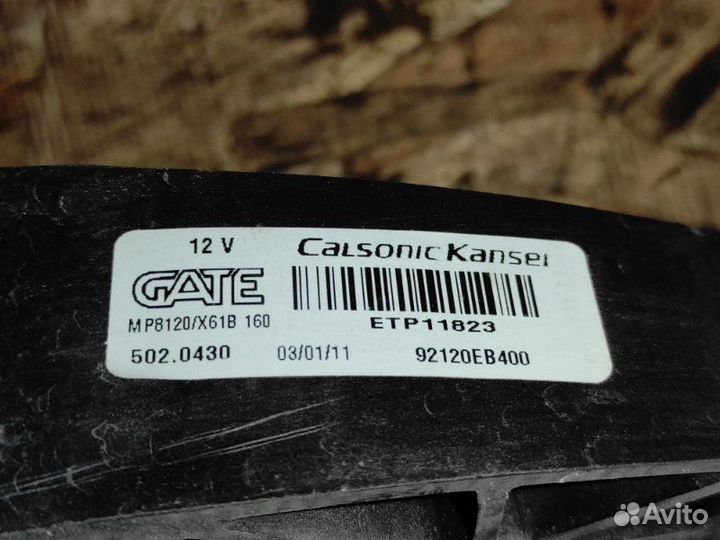 12 V Calsonic Kansei
GATE
MP8120/X61B 160 ETP11823
502.0430 03/01/11 92120EB400
Avito